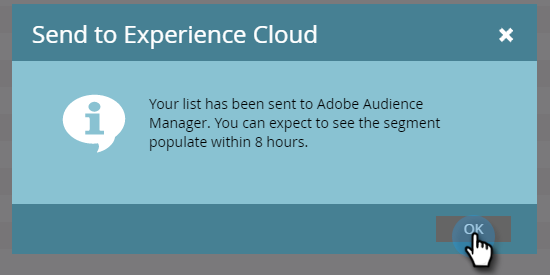 Send to Experience Cloud
Your list has been sent to Adobe Audience
Manager. You can expect to see the segment
populate within 8 hours.
OK